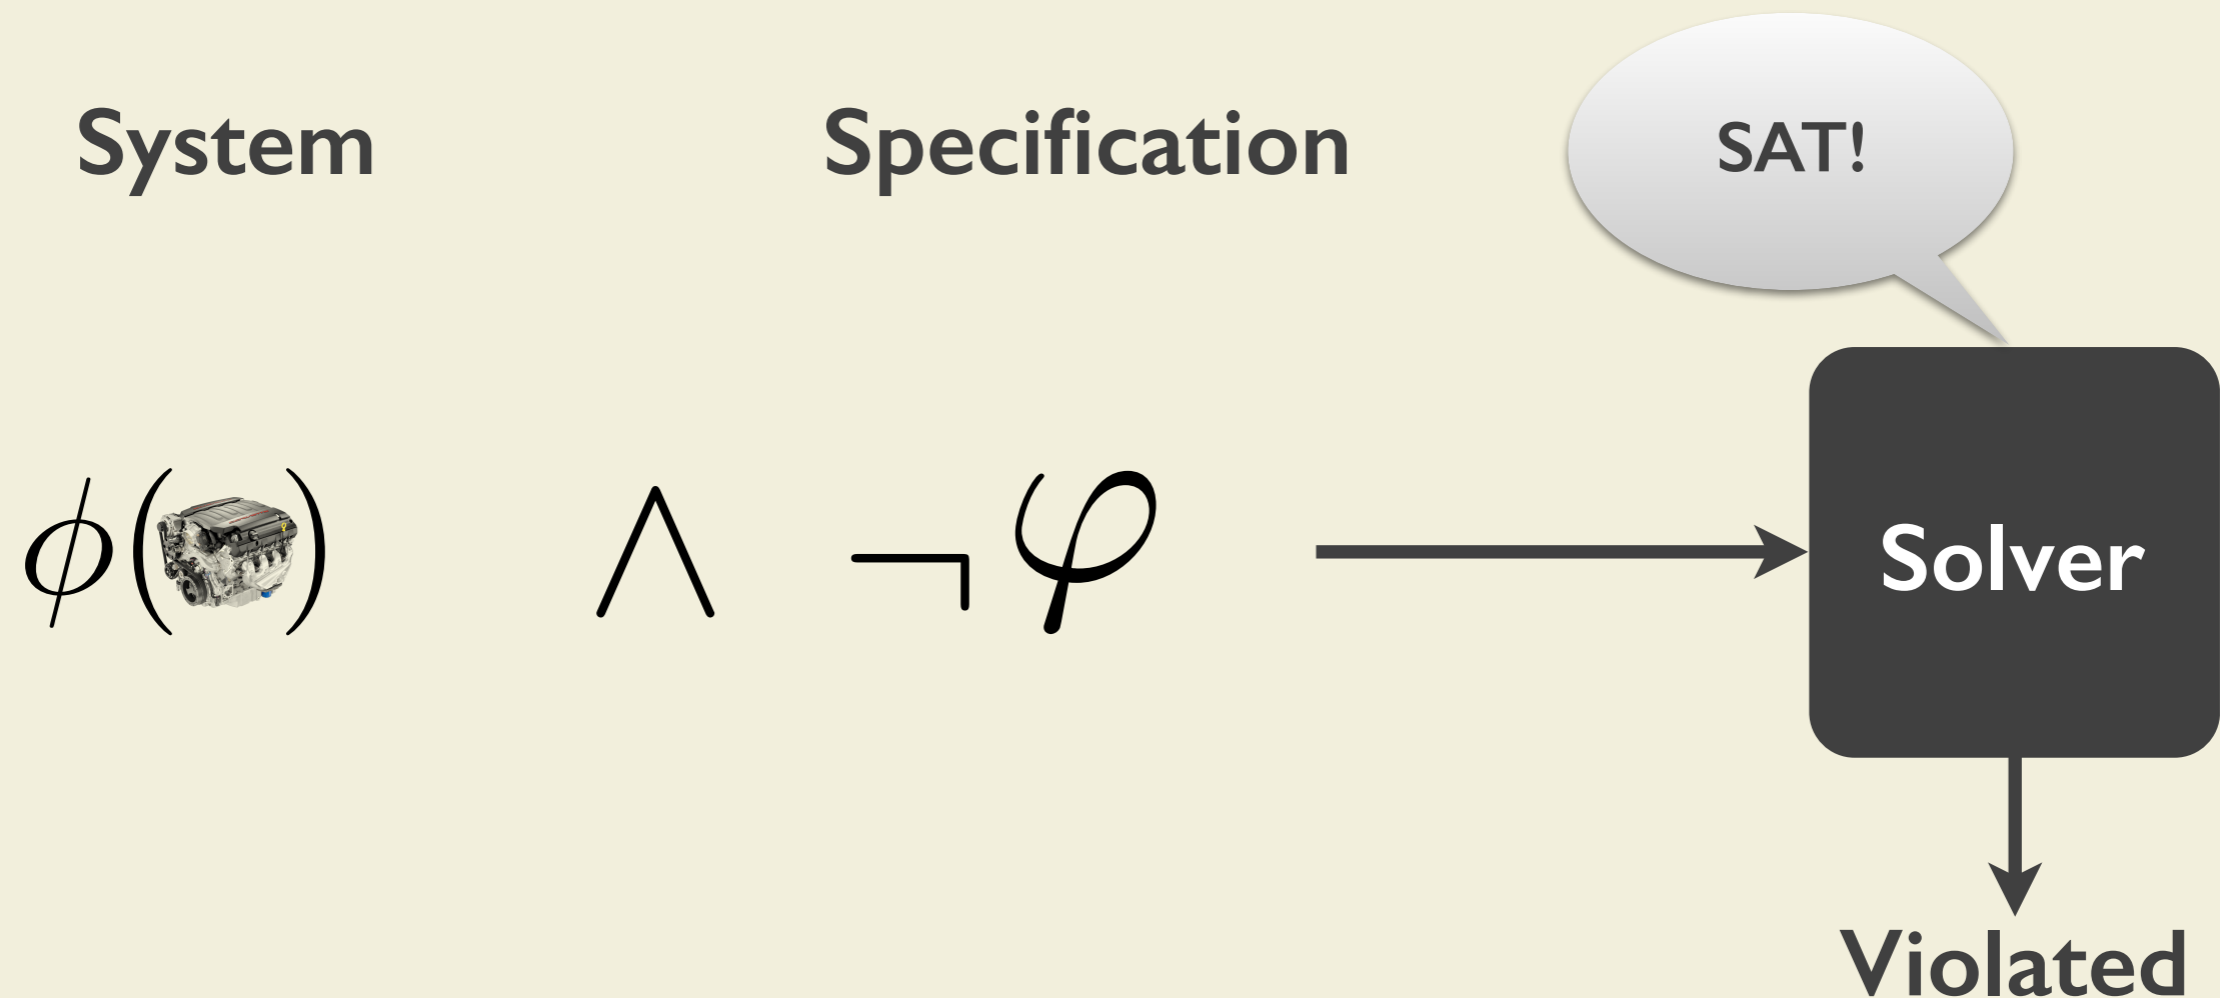 System
Specification
SAT!
ϕ( ) ∧ ¬φ
Solver
Violated